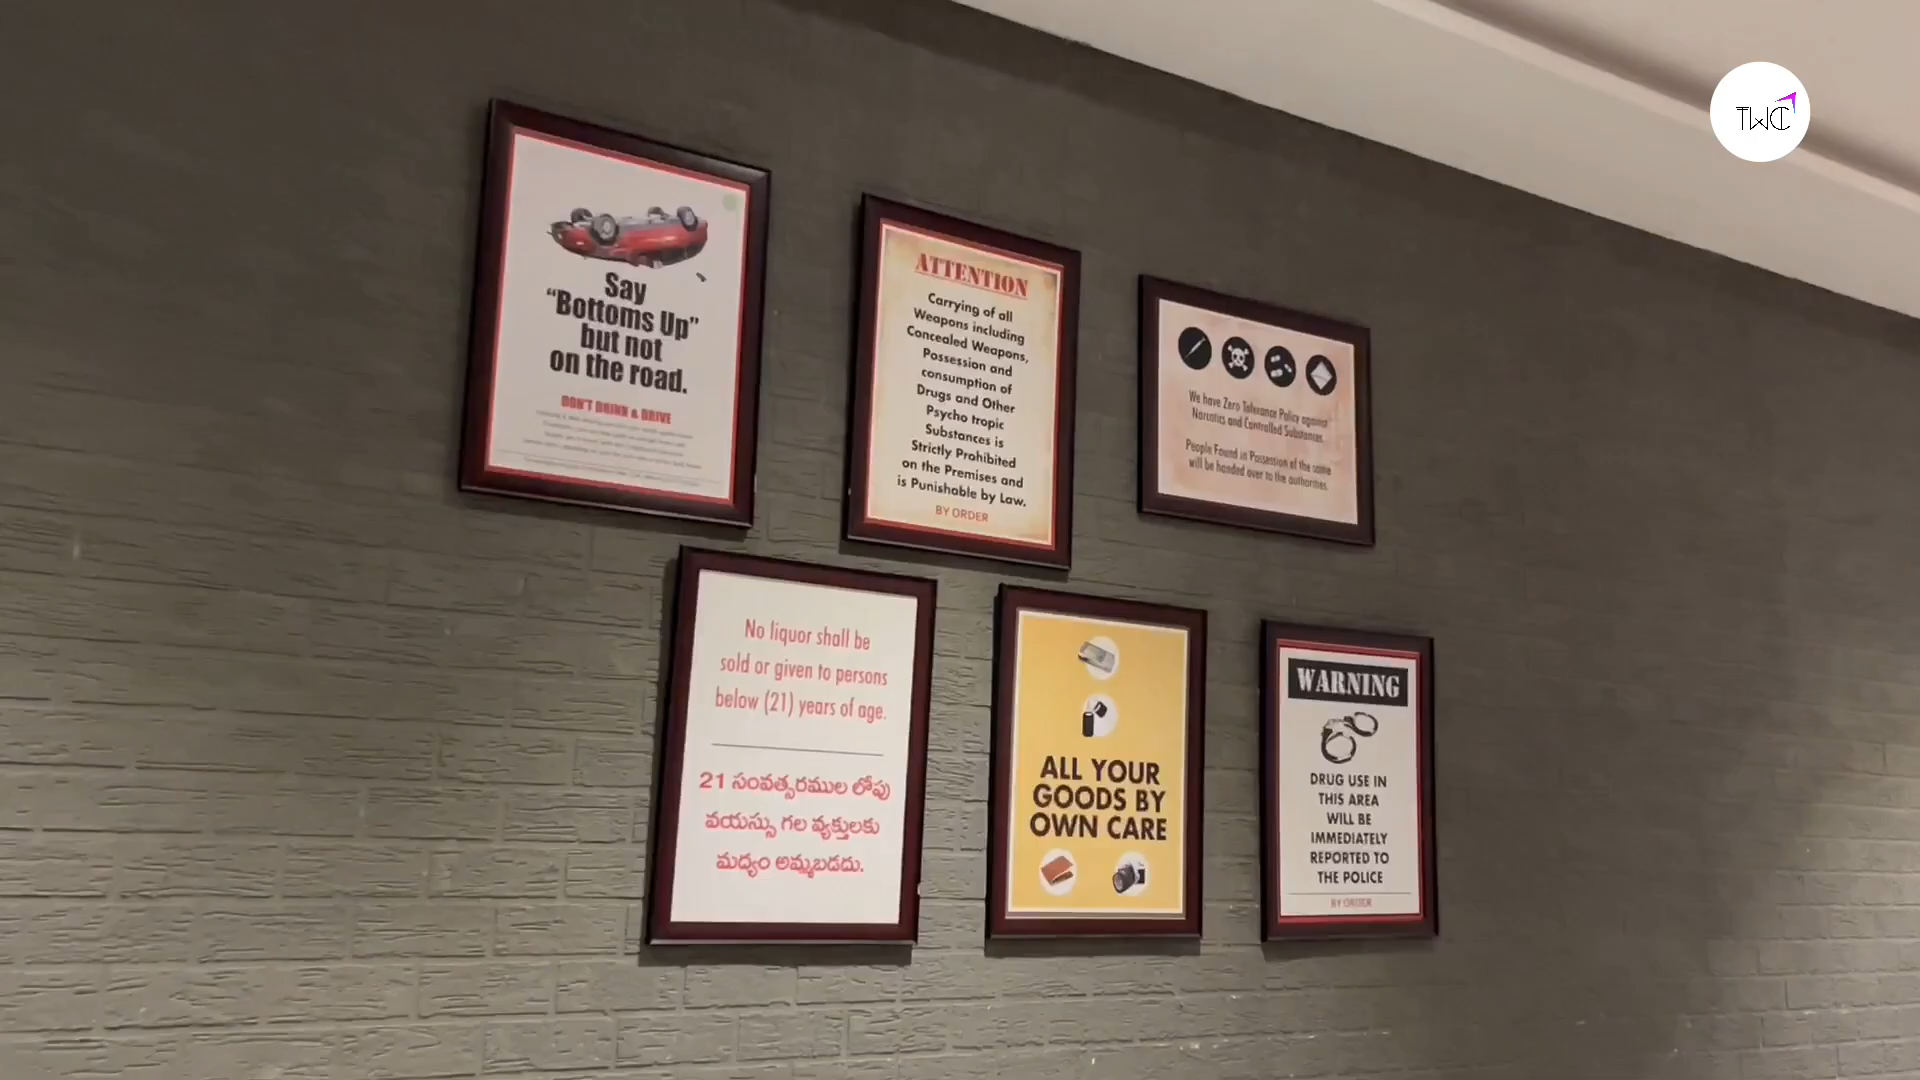 TWC
Say
“Bottoms Up”
but not
on the road.
DON'T DRINK & DRIVE
ATTENTION
Carrying of all
Weapons including
Concealed Weapons,
Possession and
consumption of
Drugs and Other
Psycho tropic
Substances is
Strictly Prohibited
on the Premises and
is Punishable by Law.
BY ORDER
We have Zero Tolerance Policy against
Narcotics and Controlled Substances.
People Found in Possession of the same
will be handed over to the authorities.
No liquor shall be
sold or given to persons
below (21) years of age.
21 సంవత్సరముల లోపు
వయస్సు గల వ్యక్తులకు
మద్యం అమ్మబడదు.
ALL YOUR
GOODS BY
OWN CARE
WARNING
DRUG USE IN
THIS AREA
WILL BE
IMMEDIATELY
REPORTED TO
THE POLICE
BY ORDER